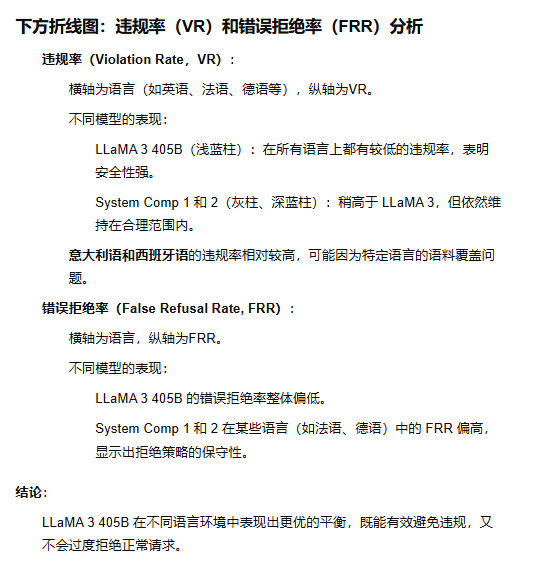 下方折线图：违规率（VR）和错误拒绝率（FRR）分析
违规率（Violation Rate，VR）：
横轴为语言（如英语、法语、德语等），纵轴为VR。
不同模型的表现：
LLaMA 3 405B（浅蓝柱）：在所有语言上都有较低的违规率，表明
安全性强。
System Comp 1 和 2（灰柱、深蓝柱）：稍高于 LLaMA 3，但依然维
持在合理范围内。
意大利语和西班牙语的违规率相对较高，可能因为特定语言的语料覆盖问
题。
错误拒绝率（False Refusal Rate, FRR）：
横轴为语言，纵轴为FRR。
不同模型的表现：
LLaMA 3 405B 的错误拒绝率整体偏低。
System Comp 1 和 2 在某些语言（如法语、德语）中的 FRR 偏高，
显示出拒绝策略的保守性。
结论：
LLaMA 3 405B 在不同语言环境中表现出更优的平衡，既能有效避免违规，又
不会过度拒绝正常请求。